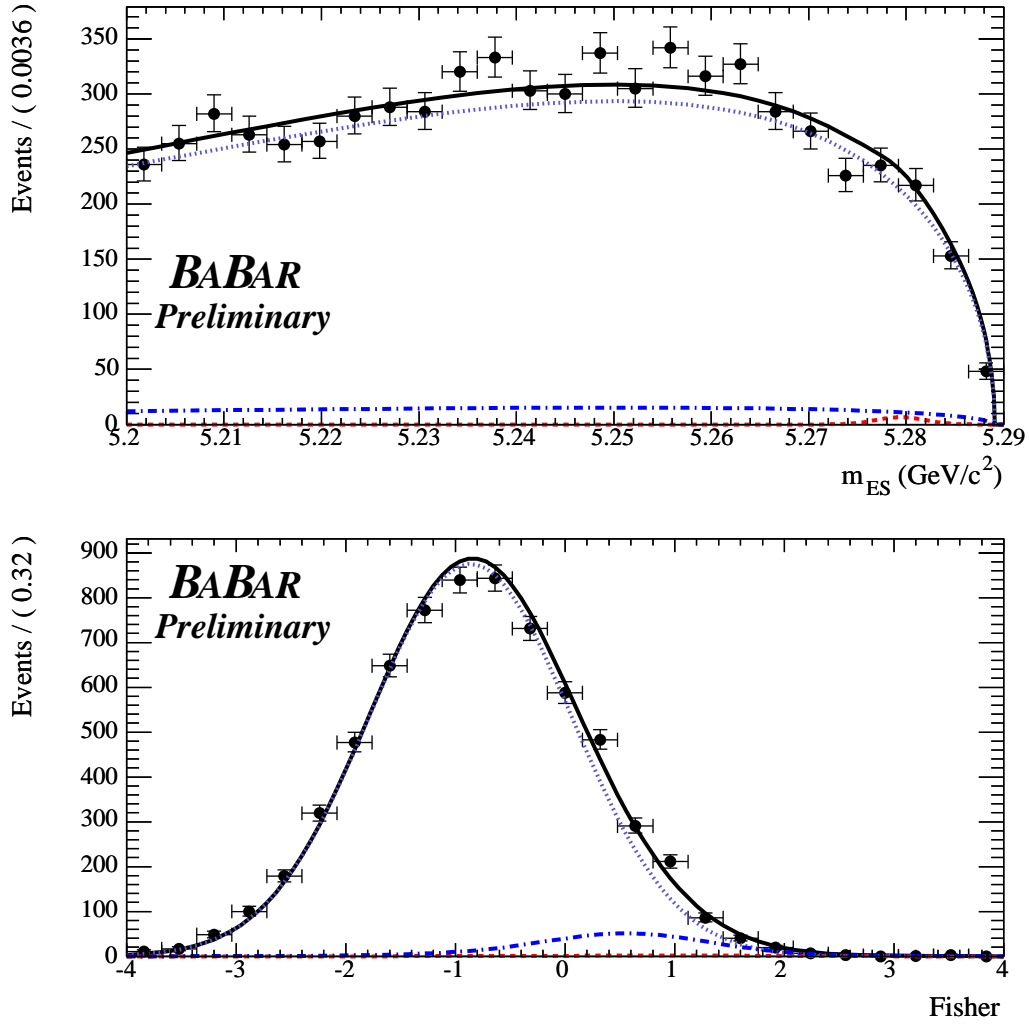 Events / ( 0.0036
350
300
250
200
150
100
50
0
BABAR
Preliminary
5.2 5.21 5.22 5.23 5.24 5.25 5.26 5.27 5.28 5.29
m_ES (GeV/c²)
Events / ( 0.32 )
900
800
700
600
500
400
300
200
100
0
BABAR
Preliminary
-4 -3 -2 -1 0 1 2 3 4
Fisher